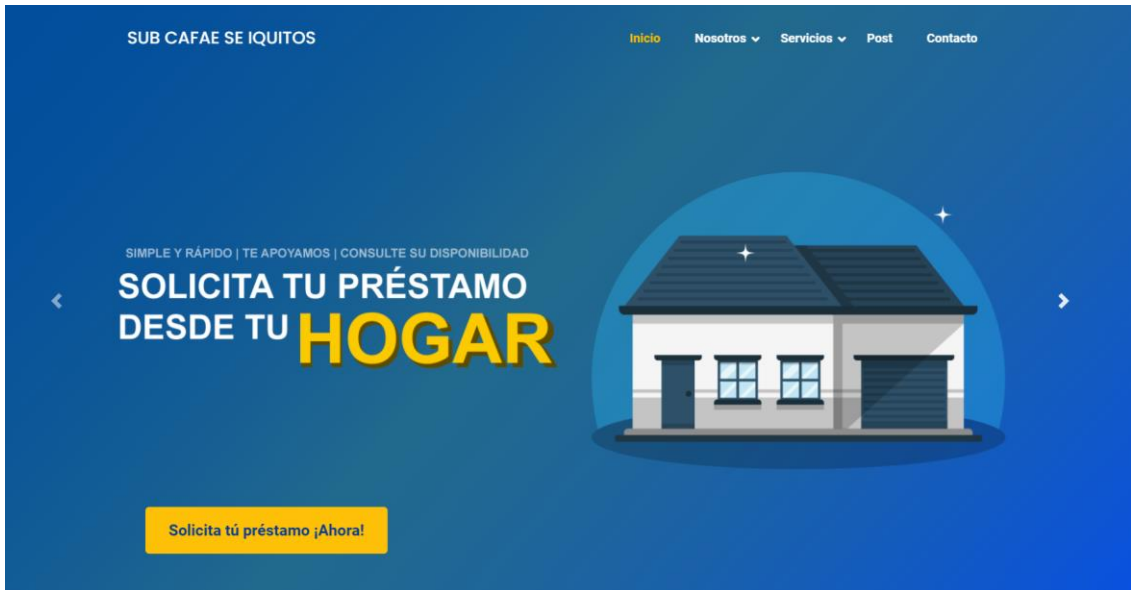 SUB CAFAE SE IQUITOS
Inicio Nosotros Servicios Post Contacto
SIMPLE Y RÁPIDO | TE APOYAMOS | CONSULTE SU DISPONIBILIDAD
SOLICITA TU PRÉSTAMO
DESDE TU HOGAR
Solicita tú préstamo ¡Ahora!